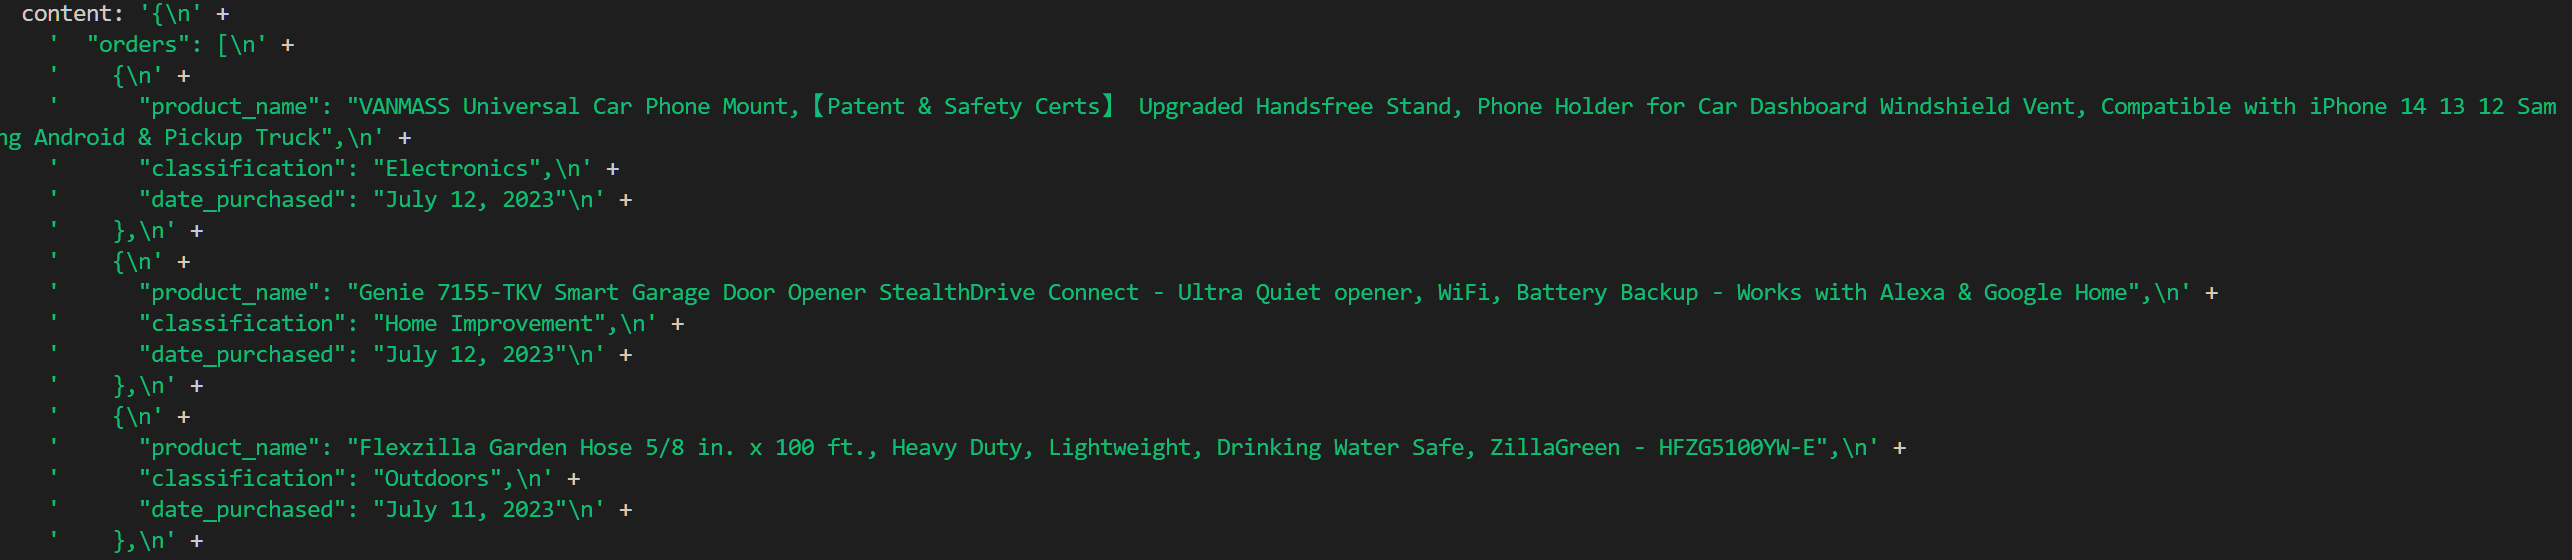 content: '{\n' +
'  "orders": [\n' +
'    {\n' +
'      "product_name": "VANMASS Universal Car Phone Mount,【Patent & Safety Certs】 Upgraded Handsfree Stand, Phone Holder for Car Dashboard Windshield Vent, Compatible with iPhone 14 13 12 Sam
ng Android & Pickup Truck",\n' +
'      "classification": "Electronics",\n' +
'      "date_purchased": "July 12, 2023"\n' +
'    },\n' +
'    {\n' +
'      "product_name": "Genie 7155-TKV Smart Garage Door Opener StealthDrive Connect - Ultra Quiet opener, WiFi, Battery Backup - Works with Alexa & Google Home",\n' +
'      "classification": "Home Improvement",\n' +
'      "date_purchased": "July 12, 2023"\n' +
'    },\n' +
'    {\n' +
'      "product_name": "Flexzilla Garden Hose 5/8 in. x 100 ft., Heavy Duty, Lightweight, Drinking Water Safe, ZillaGreen - HFZG5100YW-E",\n' +
'      "classification": "Outdoors",\n' +
'      "date_purchased": "July 11, 2023"\n' +
'    },\n' +